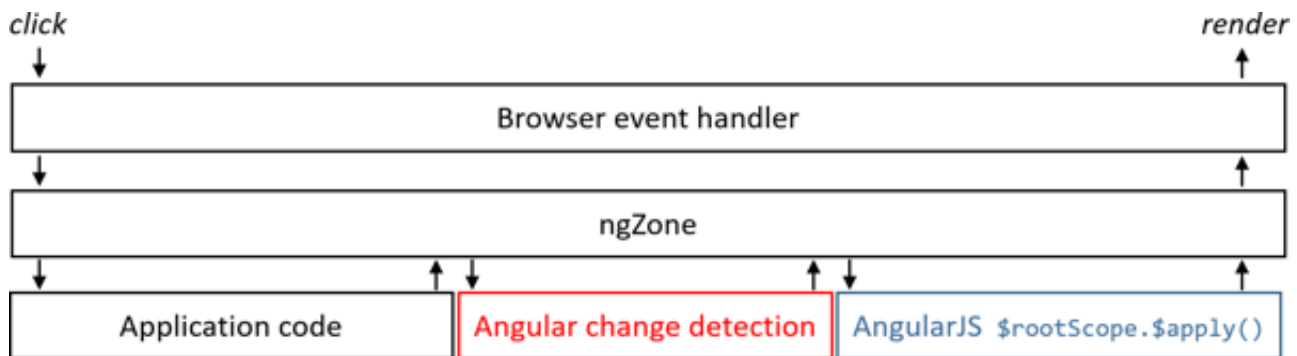 click render
Browser event handler
ngZone
Application code Angular change detection AngularJS $rootScope.$apply()